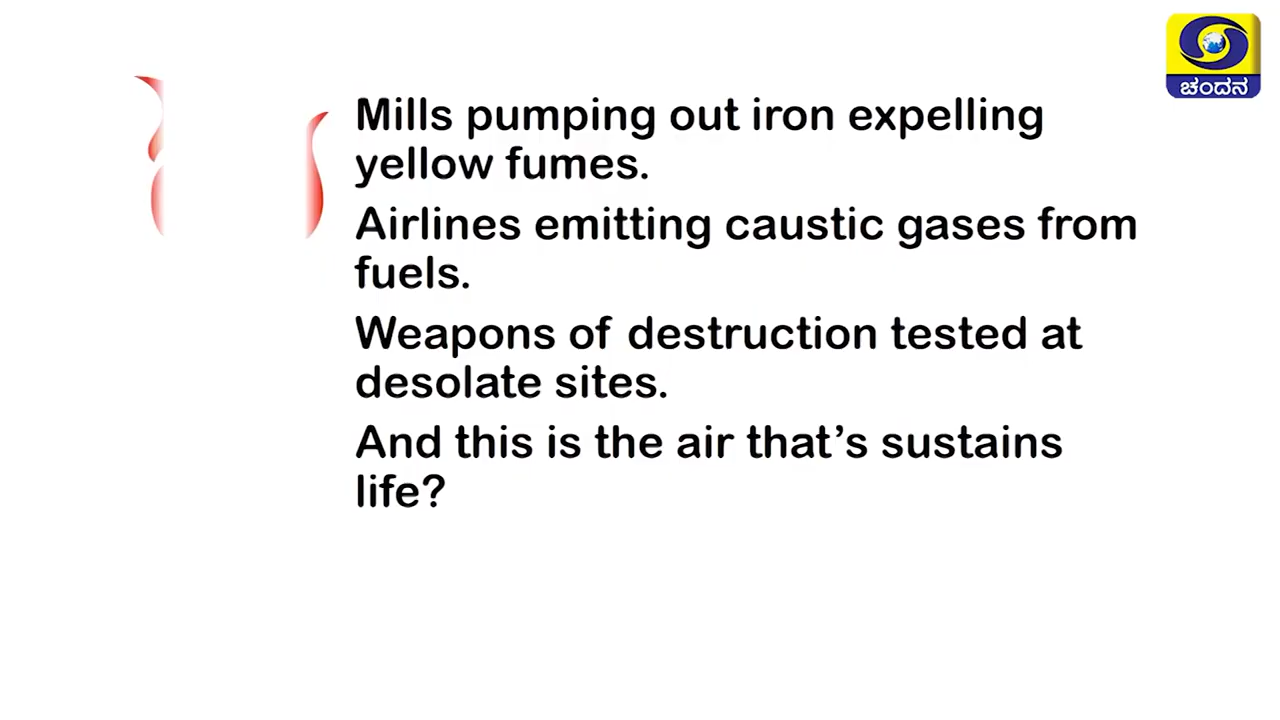 ಚಂದನ
Mills pumping out iron expelling
yellow fumes.
Airlines emitting caustic gases from
fuels.
Weapons of destruction tested at
desolate sites.
And this is the air that’s sustains
life?